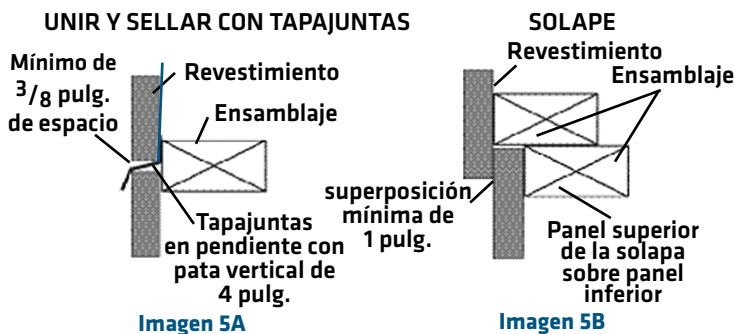 UNIR Y SELLAR CON TAPAJUNTAS
Mínimo de
3/8 pulg.
de espacio
Revestimiento
Ensamblaje
Tapajuntas
en pendiente con
pata vertical de
4 pulg.
Imagen 5A
SOLAPE
Revestimiento
Ensamblaje
superposición
mínima de
1 pulg.
Panel superior
de la solapa
sobre panel
inferior
Imagen 5B